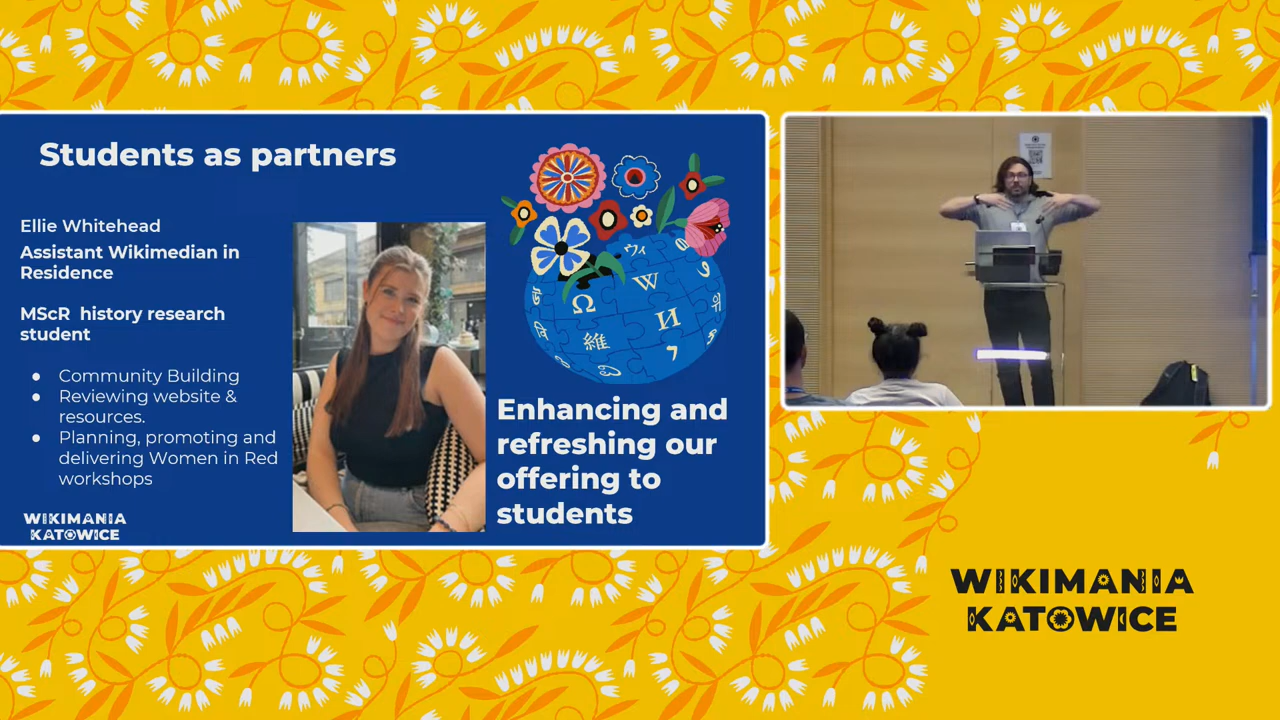 Students as partners
Ellie Whitehead
Assistant Wikimedian in
Residence
MScR history research
student
● Community Building
● Reviewing website &
resources.
● Planning, promoting and
delivering Women in Red
workshops
WIKIMANIA
KATOWICE
W
Ω
И
維
Enhancing and
refreshing our
offering to
students
WIKIMANIA
KATOWICE